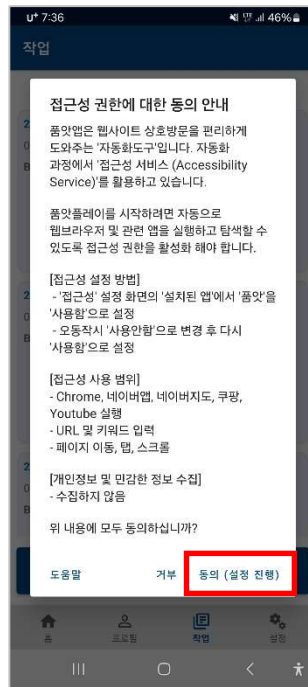 u+ 7:36
46%
작업
접근성 권한에 대한 동의 안내
품앗앱은 웹사이트 상호방문을 편리하게
도와주는 '자동화도구'입니다. 자동화
과정에서 '접근성 서비스 (Accessibility
Service)'를 활용하고 있습니다.
품앗플레이를 시작하려면 자동으로
웹브라우저 및 관련 앱을 실행하고 탐색할 수
있도록 접근성 권한을 활성화 해야 합니다.
[접근성 설정 방법]
- '접근성' 설정 화면의 '설치된 앱'에서 '품앗'을
'사용함'으로 설정
- 오동작시 '사용안함'으로 변경 후 다시
'사용함'으로 설정
[접근성 사용 범위]
- Chrome, 네이버앱, 네이버지도, 쿠팡,
Youtube 실행
- URL 및 키워드 입력
- 페이지 이동, 탭, 스크롤
[개인정보 및 민감한 정보 수집]
- 수집하지 않음
위 내용에 모두 동의하십니까?
도움말 거부 동의 (설정 진행)
홈 프로필 작업 설정